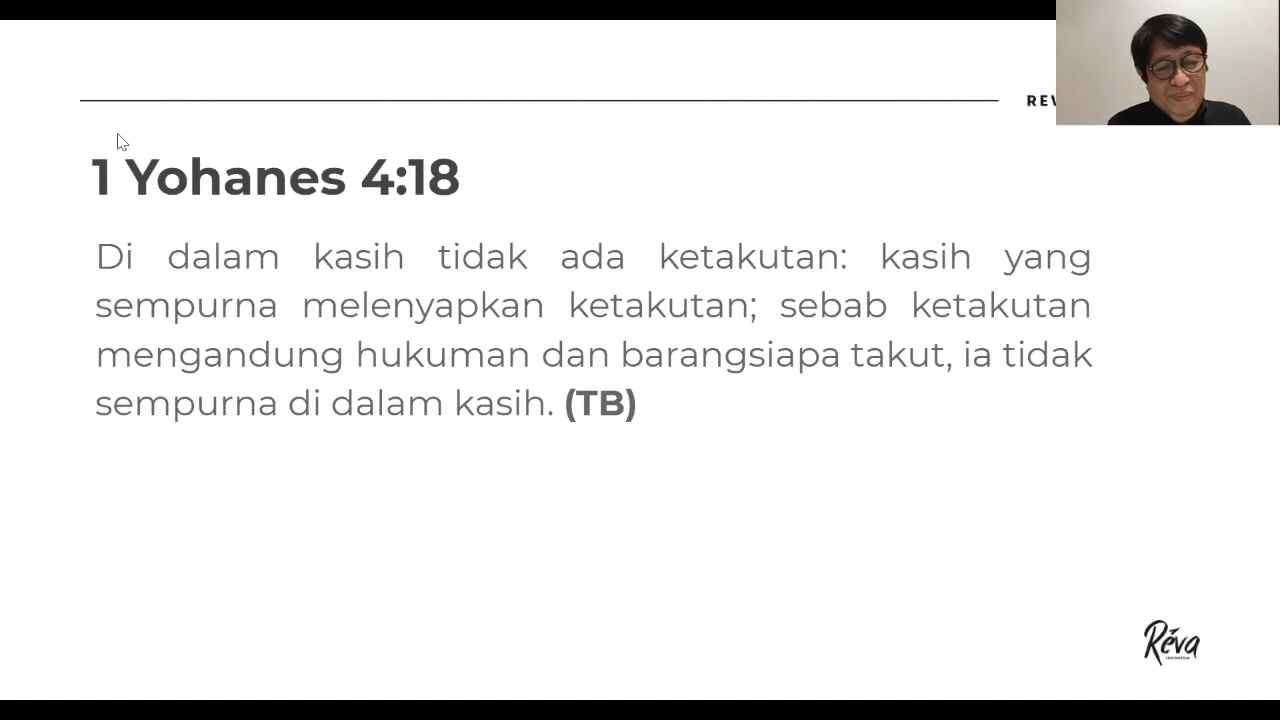 1 Yohanes 4:18
Di dalam kasih tidak ada ketakutan: kasih yang
sempurna melenyapkan ketakutan; sebab ketakutan
mengandung hukuman dan barangsiapa takut, ia tidak
sempurna di dalam kasih. (TB)
Réva
INDONESIA